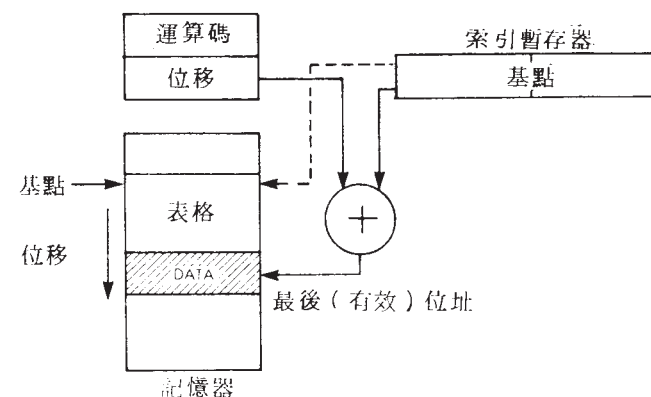 運算碼
位移
索引暫存器
基點
基點
表格
位移
DATA
最後（有效）位址
記憶器